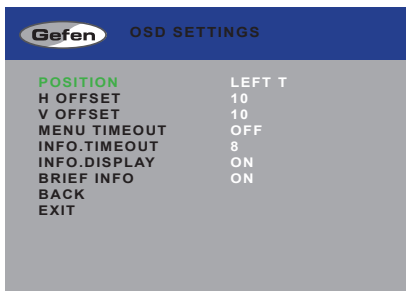 Gefen OSD SETTINGS
POSITION LEFT T
H OFFSET 10
V OFFSET 10
MENU TIMEOUT OFF
INFO.TIMEOUT 8
INFO.DISPLAY ON
BRIEF INFO ON
BACK
EXIT